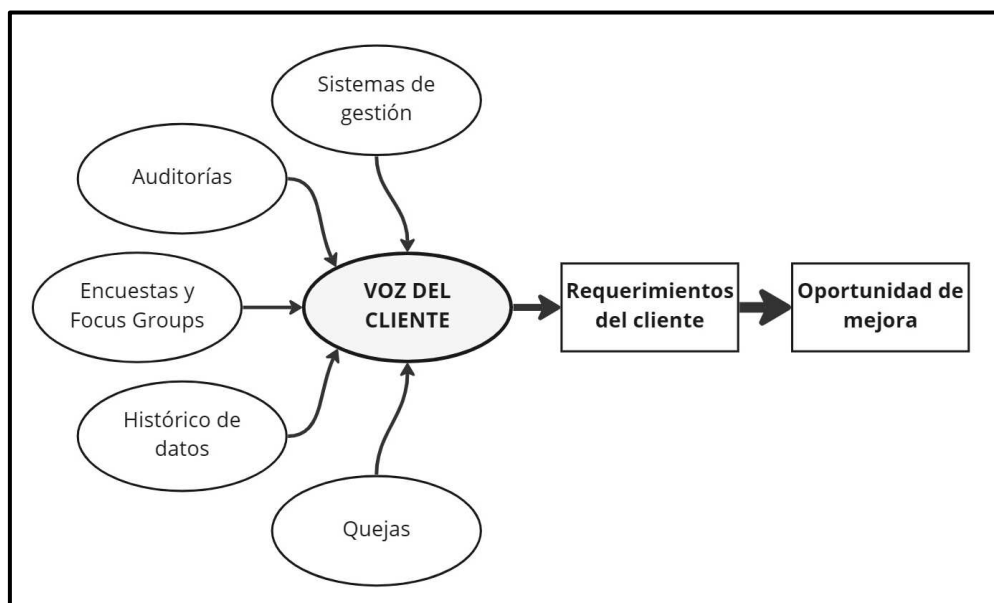 Sistemas de
gestión
Auditorías
Encuestas y
Focus Groups
Histórico de
datos
Quejas
VOZ DEL
CLIENTE
Requerimientos
del cliente
Oportunidad de
mejora